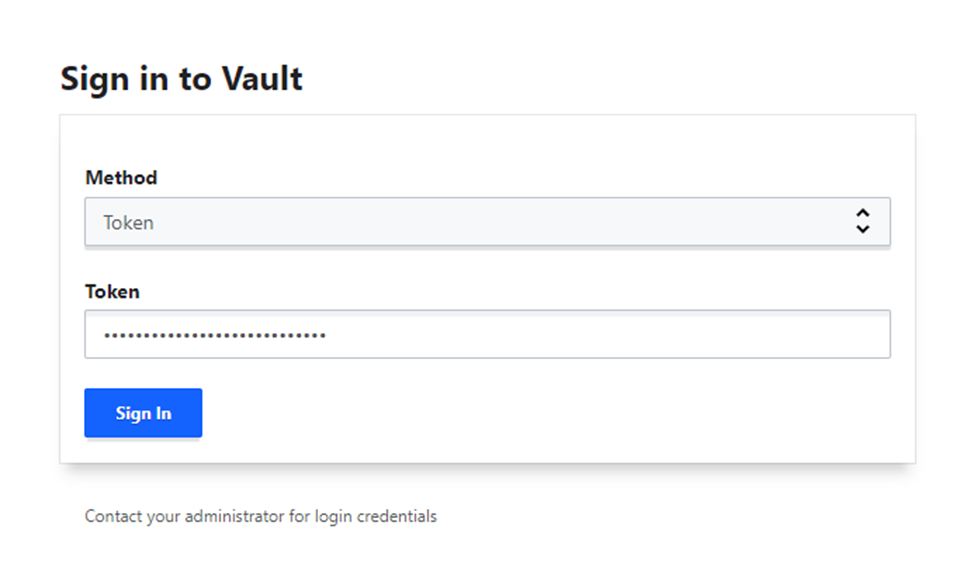 Sign in to Vault
Method
Token
Token
••••••••••••••••••••••••••••
Sign In
Contact your administrator for login credentials